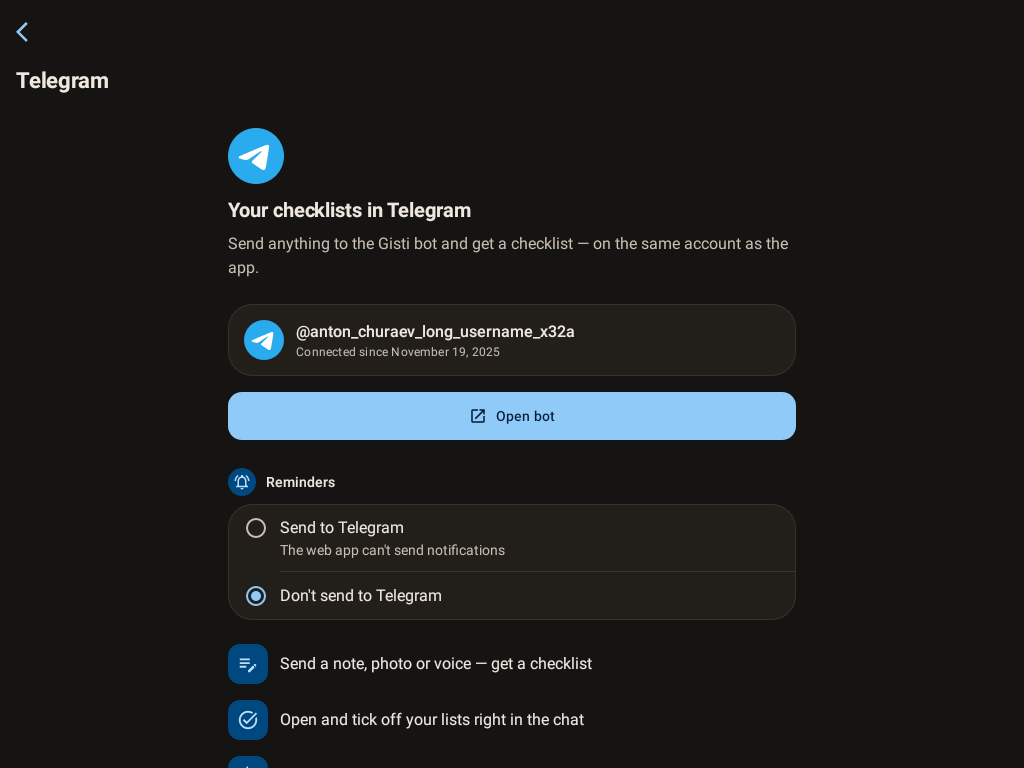 Telegram
Your checklists in Telegram
Send anything to the Gisti bot and get a checklist — on the same account as the
app.
@anton_churaev_long_username_x32a
Connected since November 19, 2025
Open bot
Reminders
Send to Telegram
The web app can't send notifications
Don't send to Telegram
Send a note, photo or voice — get a checklist
Open and tick off your lists right in the chat